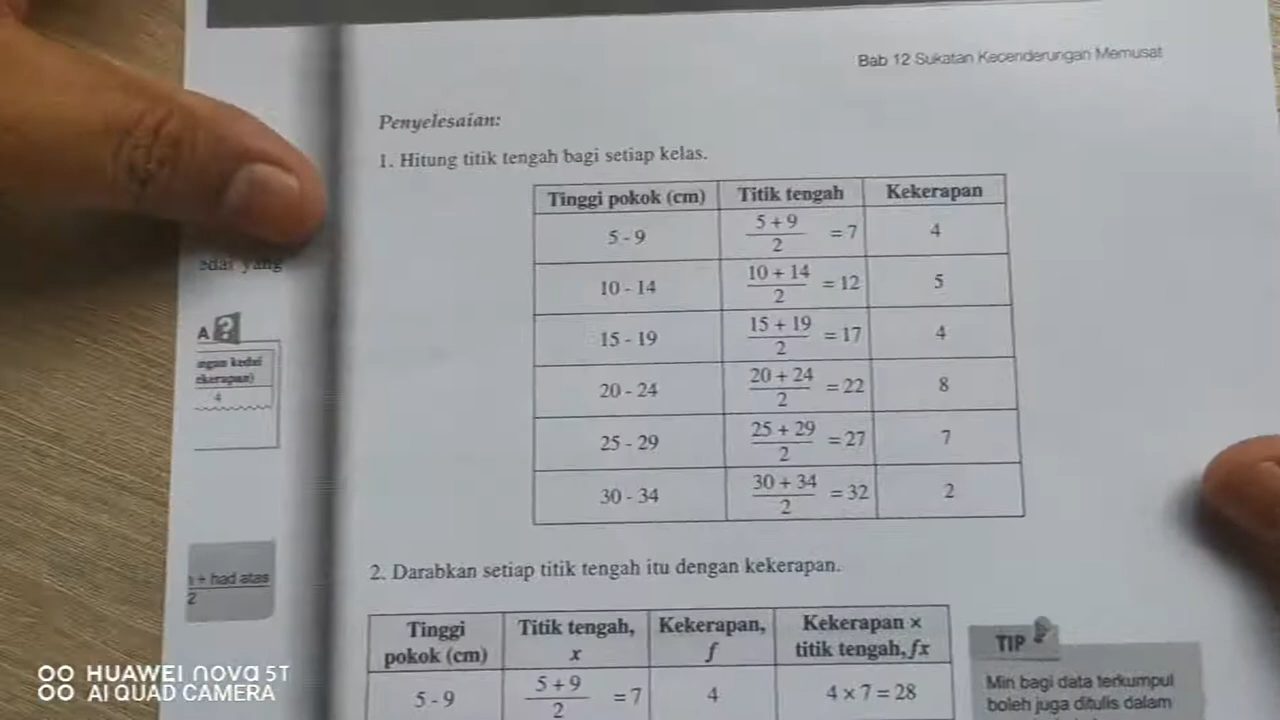 Bab 12 Sukatan Kecenderungan Memusat
Penyelesaian:
1. Hitung titik tengah bagi setiap kelas.
Tinggi pokok (cm) Titik tengah Kekerapan
5 - 9 (5 + 9)/2 = 7 4
10 - 14 (10 + 14)/2 = 12 5
15 - 19 (15 + 19)/2 = 17 4
20 - 24 (20 + 24)/2 = 22 8
25 - 29 (25 + 29)/2 = 27 7
30 - 34 (30 + 34)/2 = 32 2
2. Darabkan setiap titik tengah itu dengan kekerapan.
Tinggi pokok (cm) Titik tengah, x Kekerapan, f Kekerapan × titik tengah, fx
5 - 9 (5 + 9)/2 = 7 4 4 × 7 = 28
TIP
Min bagi data terkumpul
boleh juga ditulis dalam
yang
A
4
+ had atas
2
HUAWEI nova 5T
AI QUAD CAMERA